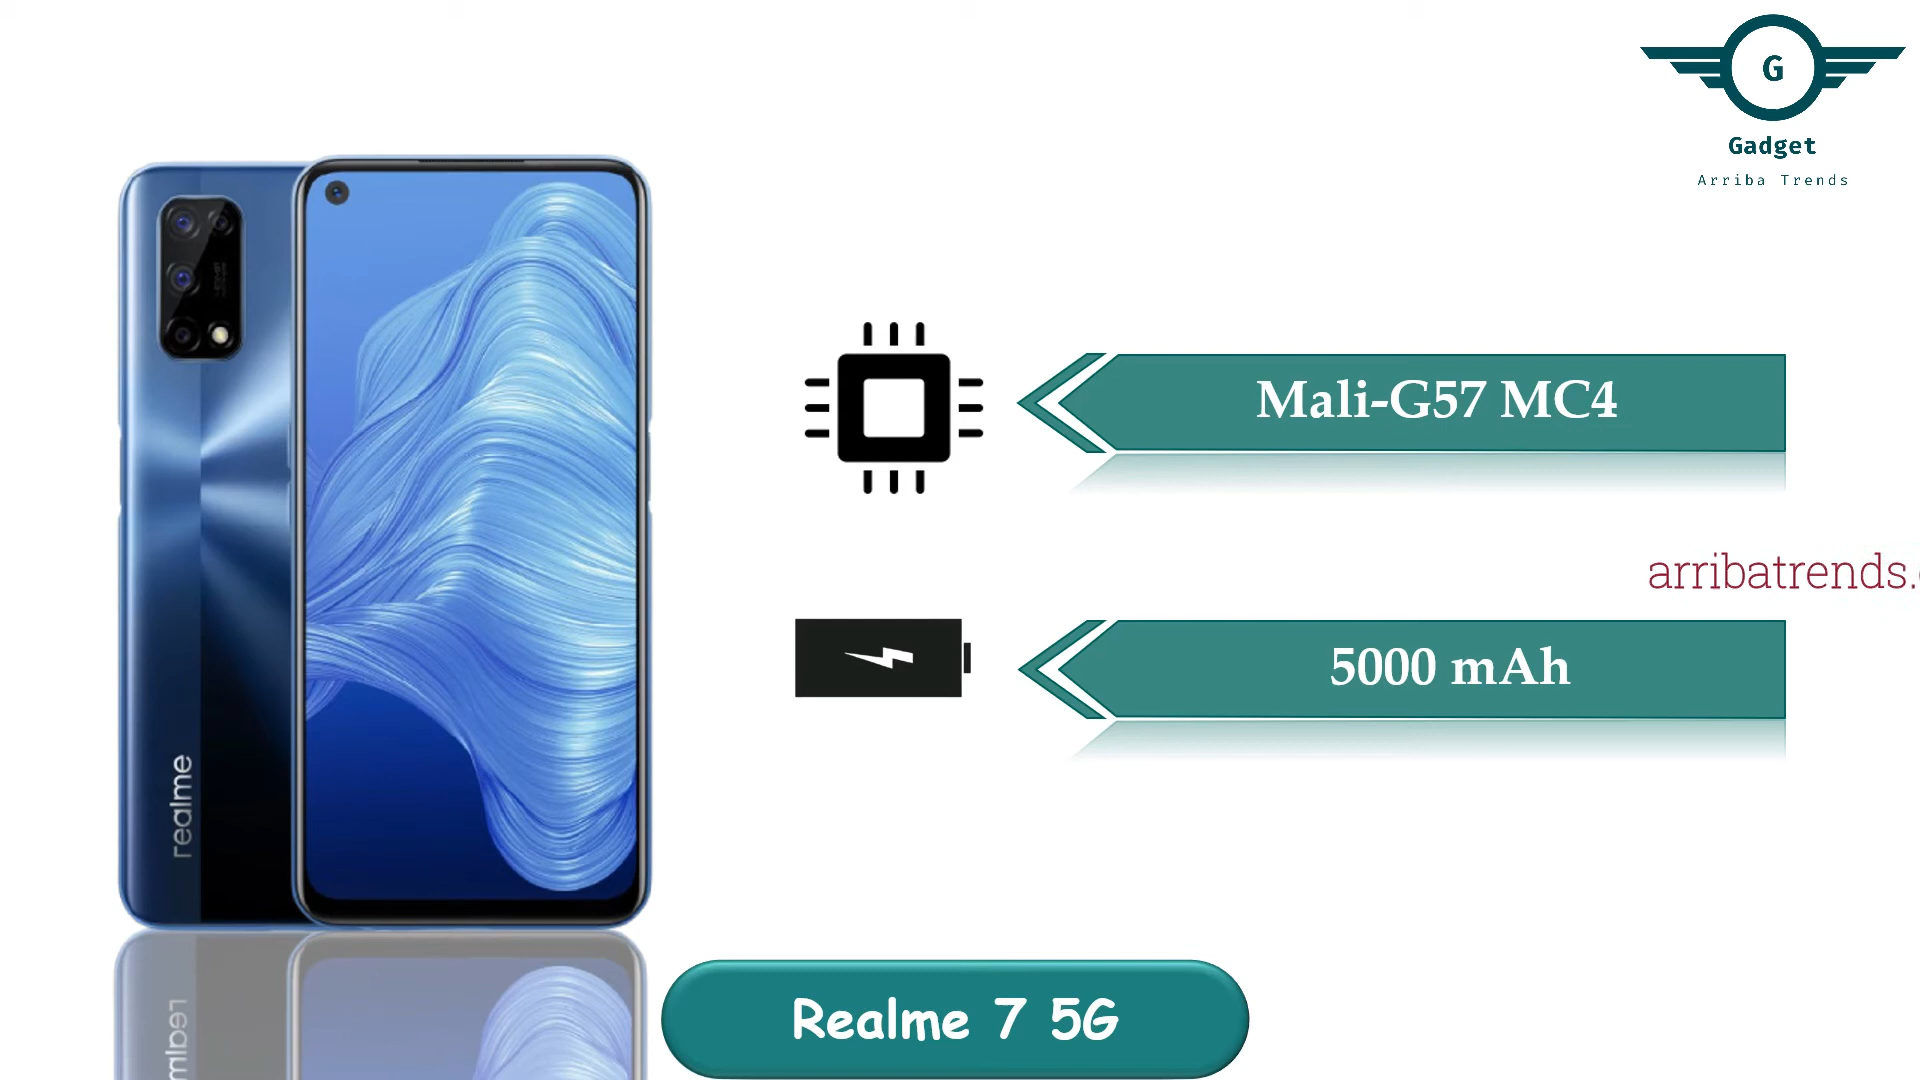 G
Gadget
Arriba Trends
Mali-G57 MC4
arribatrends.
5000 mAh
realme
Realme 7 5G